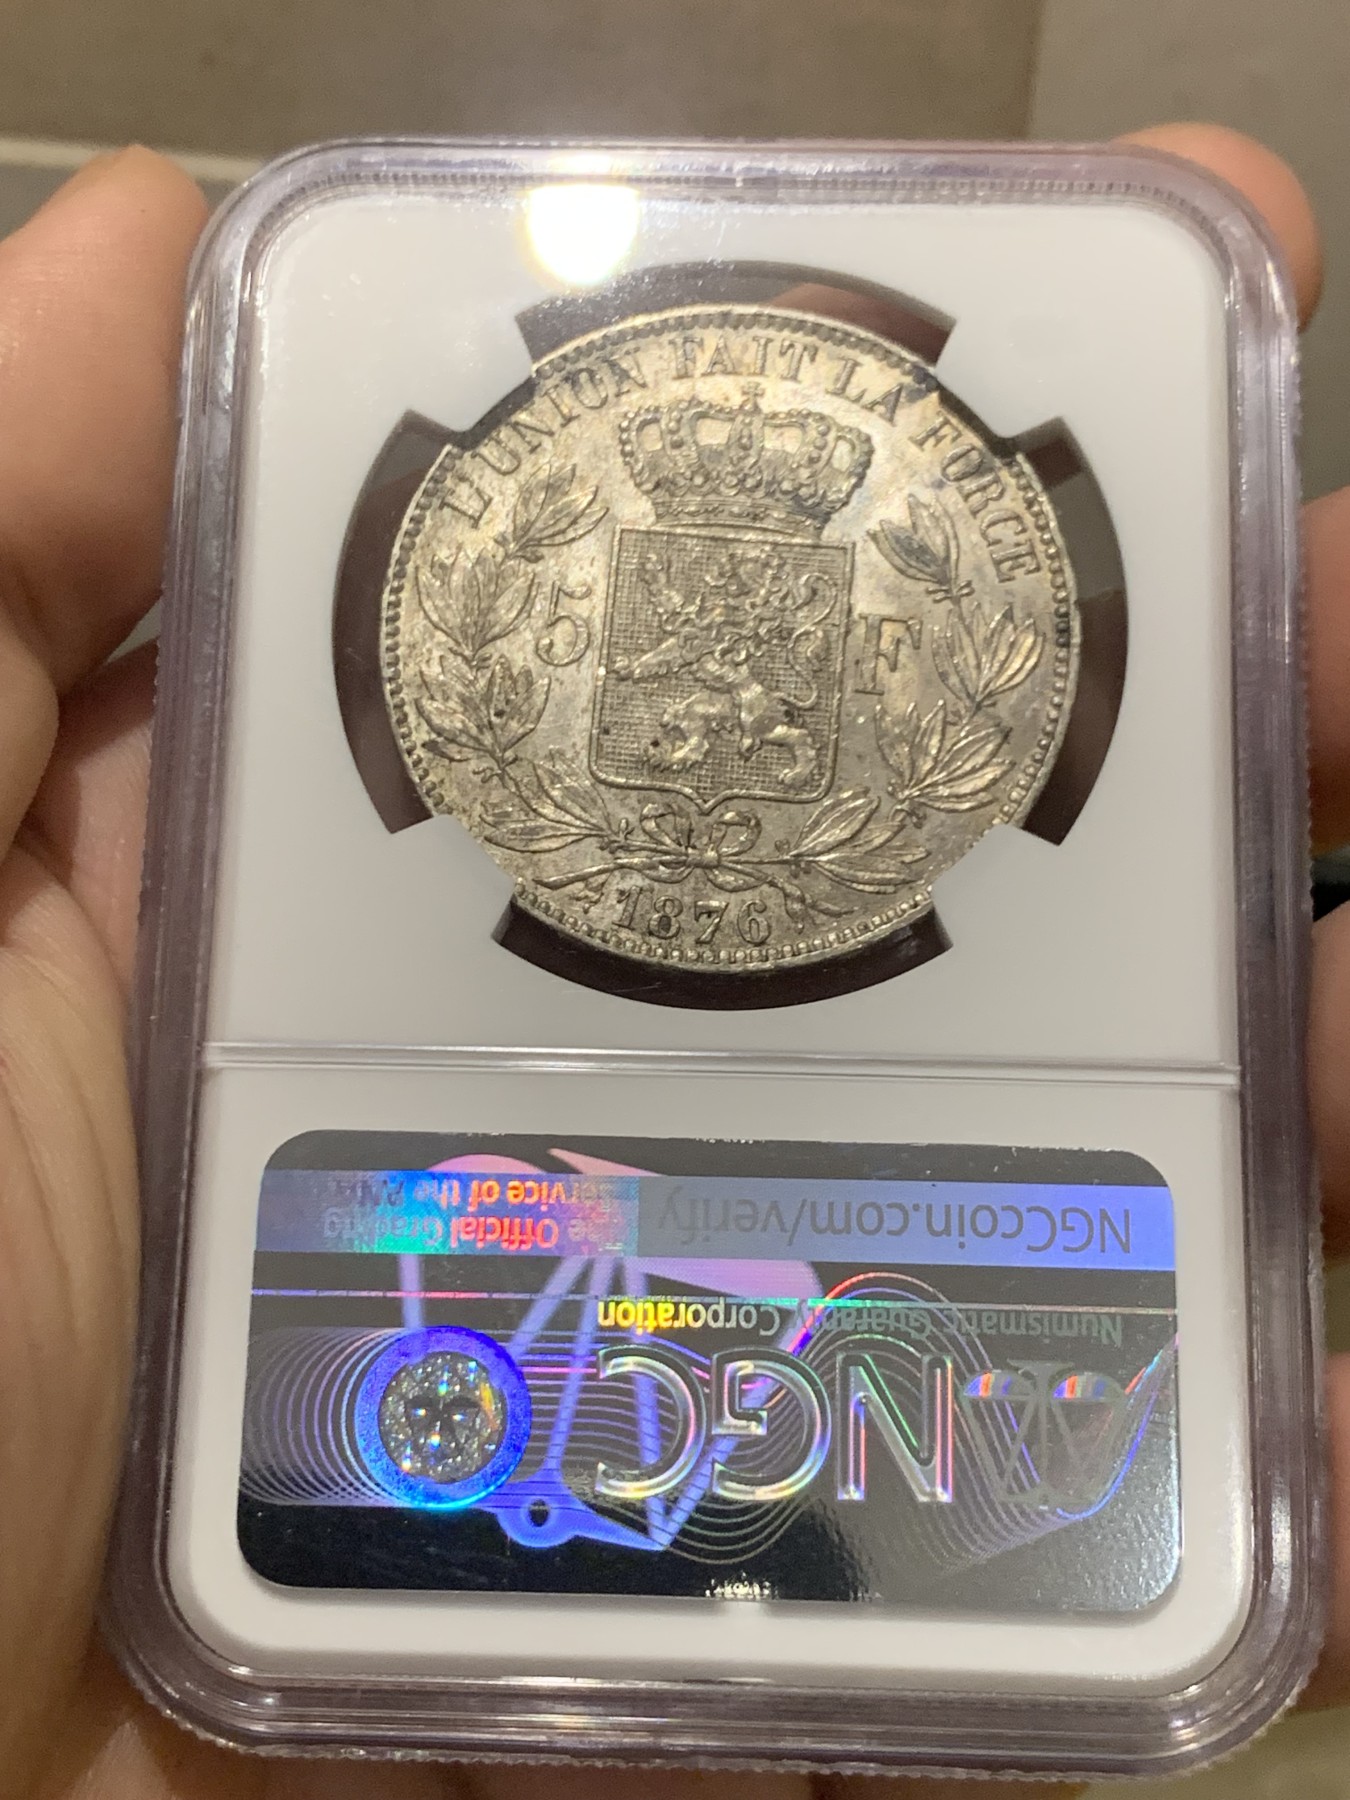 L'UNION FAIT LA FORCE
5 F
1876
NGC
Numismatic Guaranty Corporation
NGCcoin.com/verify
The Official Grading
Service of the ANA